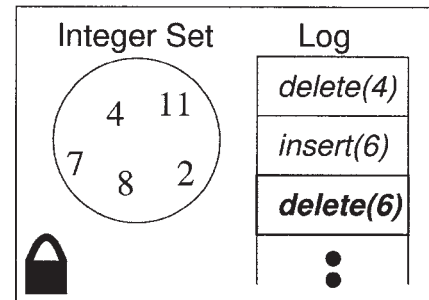 Integer Set
Log
4 11
7 8 2
delete(4)
insert(6)
delete(6)